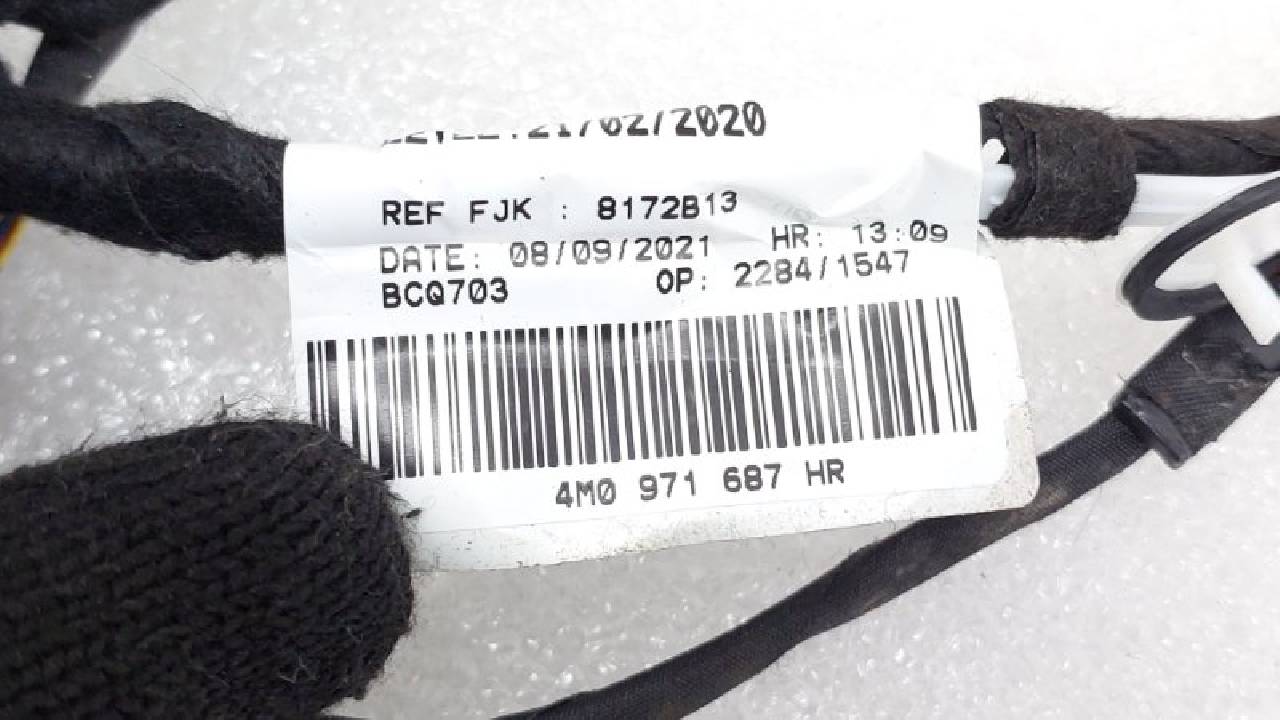 21/02/2020
REF FJK : 8172B13
DATE: 08/09/2021 HR: 13:09
BCQ703 OP: 2284/1547
4M0 971 687 HR